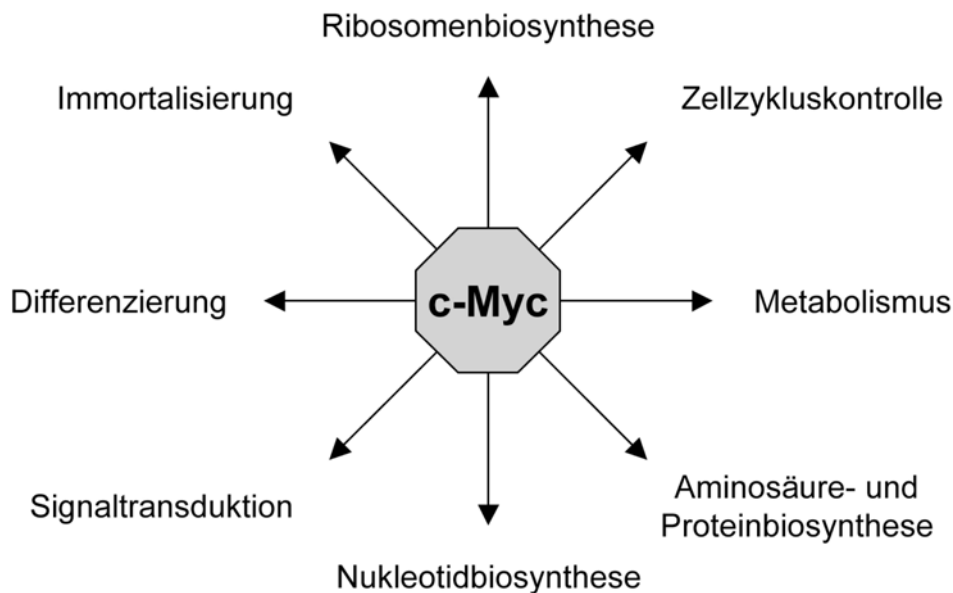 Ribosomenbiosynthese
Immortalisierung
Zellzykluskontrolle
Differenzierung
c-Myc
Metabolismus
Signaltransduktion
Aminosäure- und
Proteinbiosynthese
Nukleotidbiosynthese